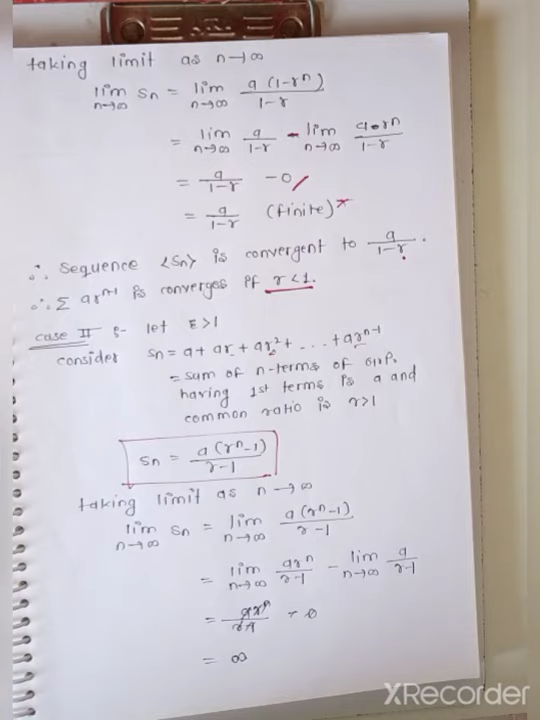 taking limit as n→∞
lim n→∞ Sn = lim n→∞ a(1-r^n)/1-r
= lim n→∞ a/1-r - lim n→∞ a.r^n/1-r
= a/1-r - 0
= a/1-r (finite)
∴ sequence <Sn> is convergent to a/1-r.
∴ Σ ar^n-1 is converges if r<1.
case II :- let r>1
consider Sn = a + ar + ar^2 + ... + ar^n-1
= sum of n-terms of G.P.
having 1st terms is a and
common ratio is r>1
Sn = a(r^n-1)/r-1
taking limit as n→∞
lim n→∞ Sn = lim n→∞ a(r^n-1)/r-1
= lim n→∞ ar^n/r-1 - lim n→∞ a/r-1
= - 0
= ∞
XRecorder